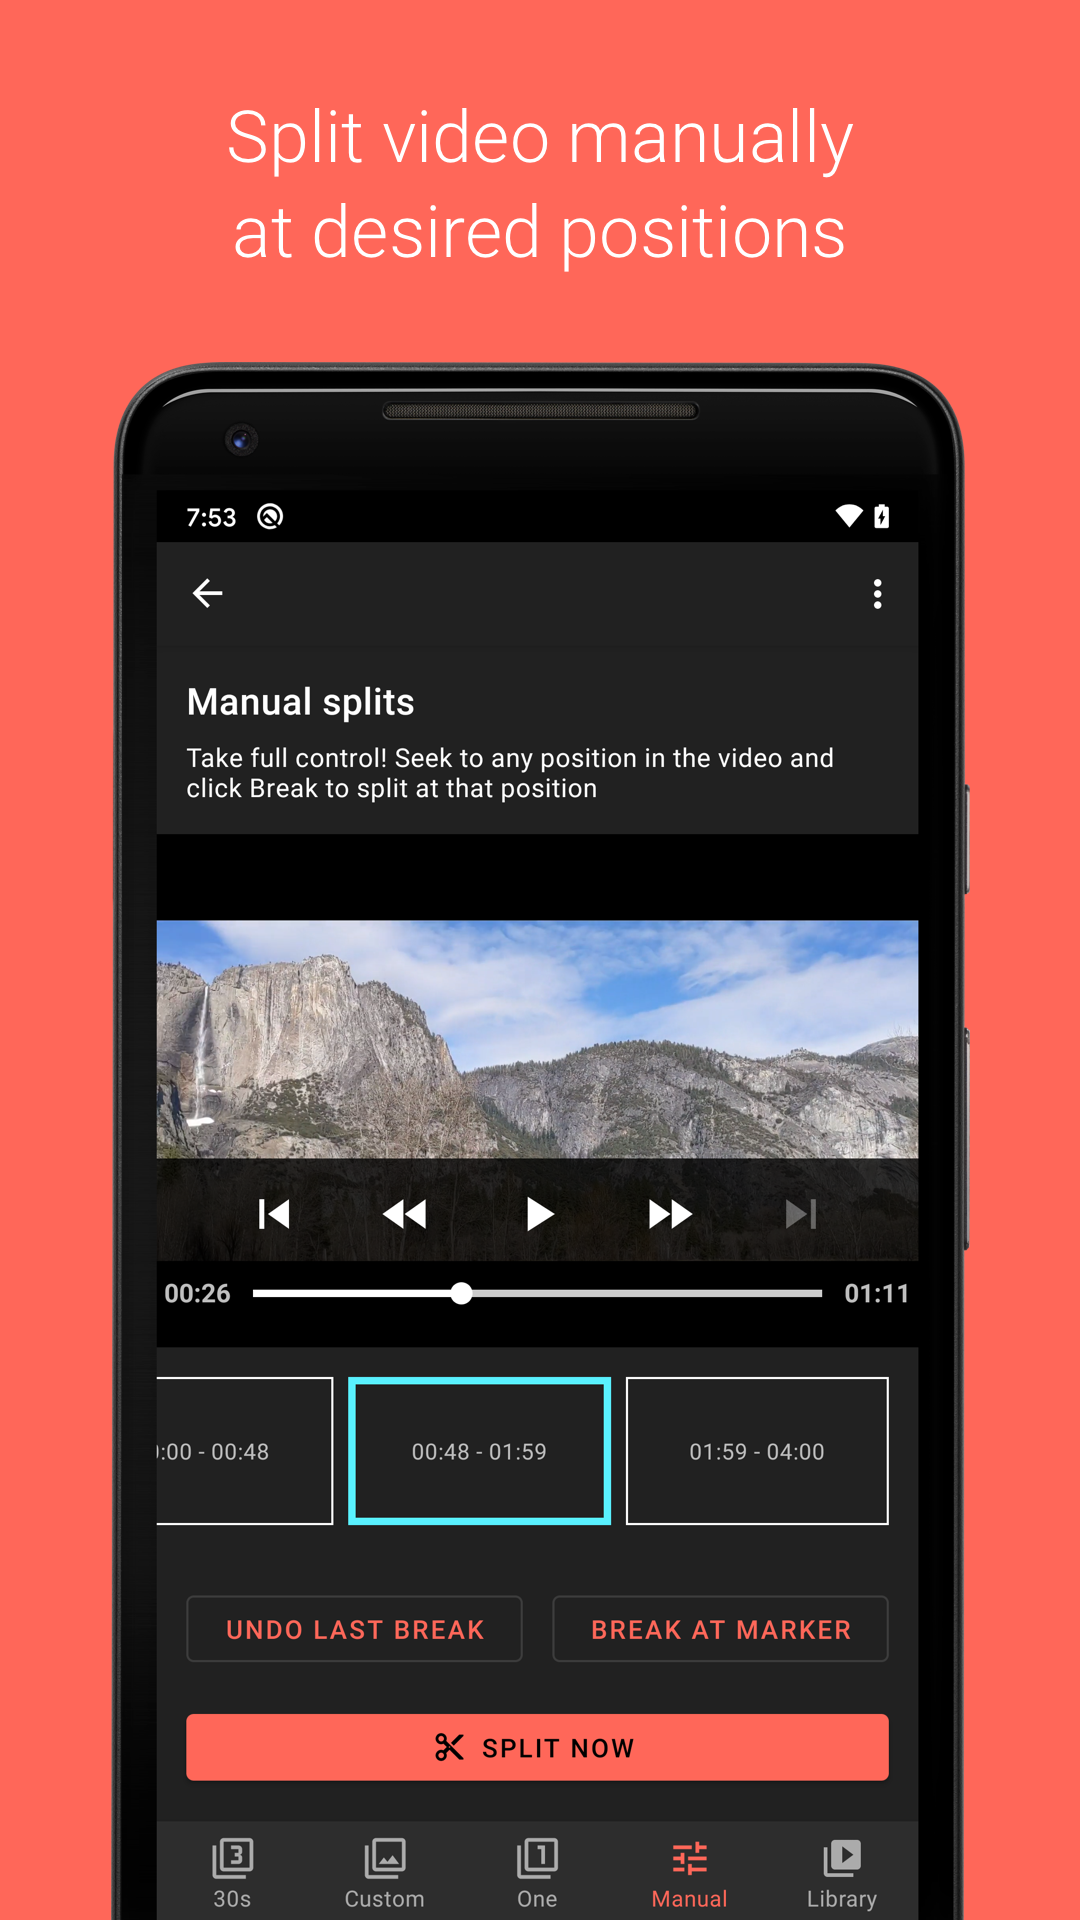 Split video manually
at desired positions
7:53
Manual splits
Take full control! Seek to any position in the video and
click Break to split at that position
00:26
01:11
:00 - 00:48
00:48 - 01:59
01:59 - 04:00
UNDO LAST BREAK
BREAK AT MARKER
SPLIT NOW
3
1
30s
Custom
One
Manual
Library